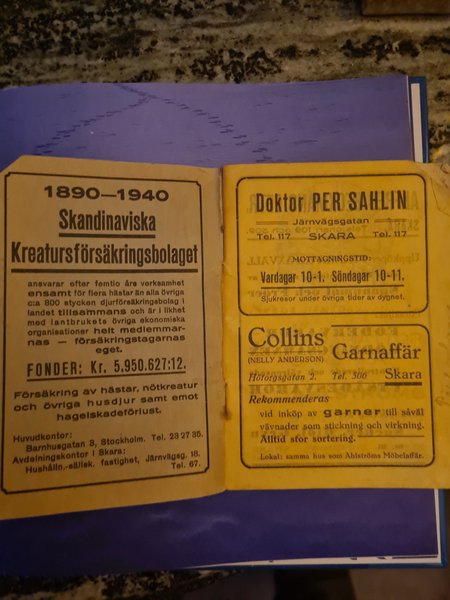 1890—1940
Skandinaviska
Kreatursförsäkringsbolaget
ansvarar efter femtio års verksamhet
ensamt för flera hästar än alla övriga
c:a 800 stycken djurförsäkringsbolag i
landet tillsammans och är i likhet
med lantbrukets övriga ekonomiska
organisationer helt medlemmar-
nas — försäkringstagarnas
eget.
FONDER: Kr. 5.950.627:12.
Försäkring av hästar, nötkreatur
och övriga husdjur samt emot
hagelskadeförlust.
Huvudkontor:
Barnhusgatan 3, Stockholm. Tel. 23 27 35.
Avdelningskontor i Skara:
Hushålln.-sällsk. fastighet, Järnvägsg. 18.
Tel. 67.
Doktor PER SAHLIN
Järnvägsgatan
Tel. 117 SKARA Tel. 117
MOTTAGNINGSTID:
Vardagar 10-1. Söndagar 10-11.
Sjukresor under övriga tider av dygnet.
Collins Garnaffär
(NELLY ANDERSON)
Hötorgsgatan 2. Tel. 300 Skara
Rekommenderas
vid inköp av garner till såväl
vävnader som stickning och virkning.
Alltid stor sortering.
Lokal: samma hus som Ahlströms Möbelaffär.